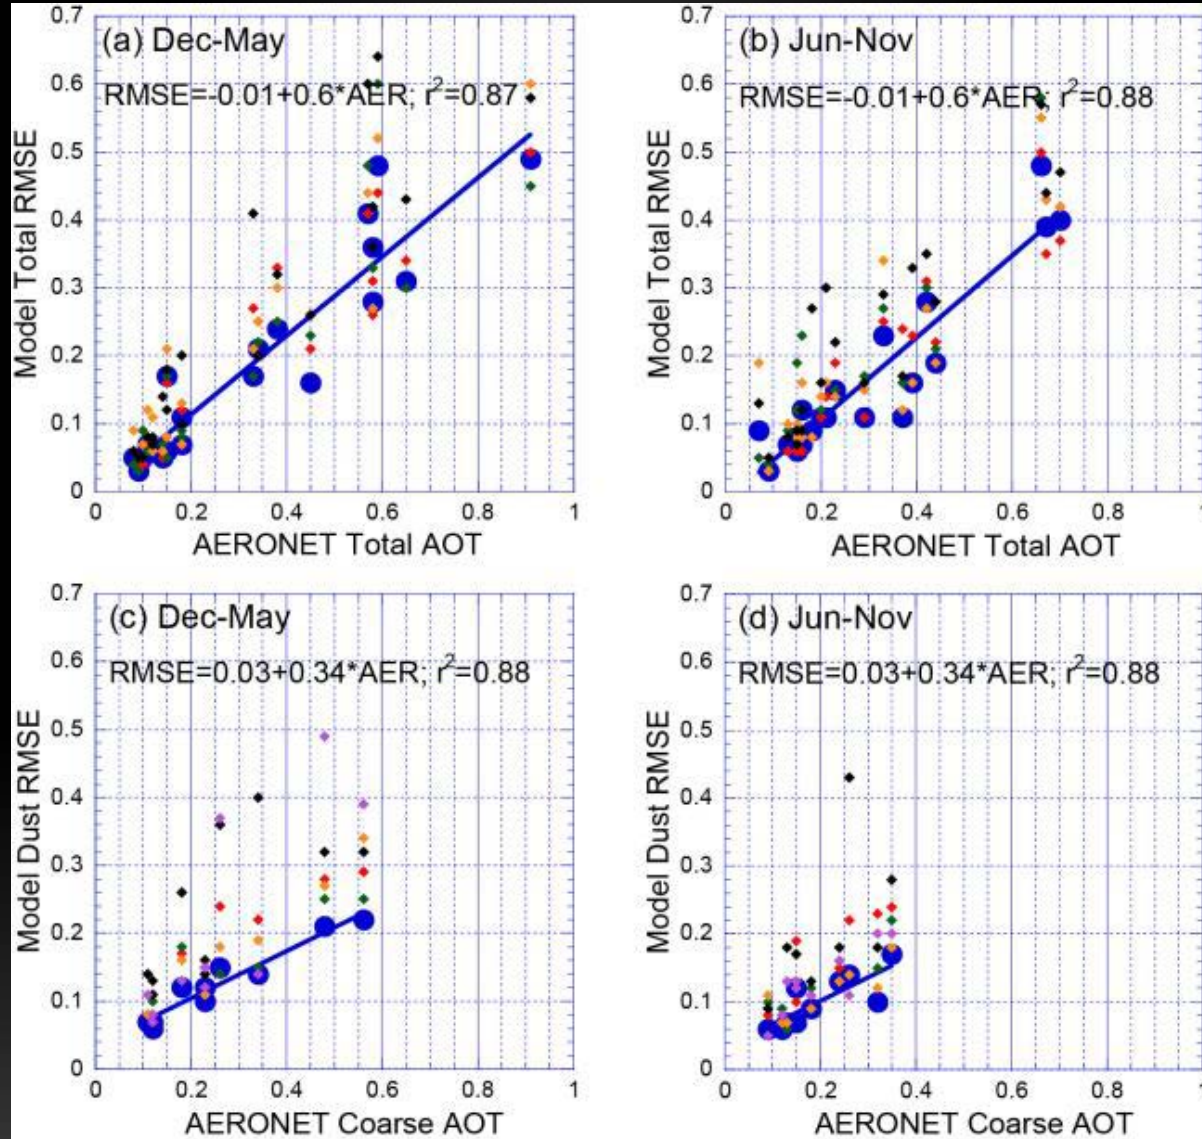 (a) Dec-May
RMSE=-0.01+0.6*AER; r²=0.87
Model Total RMSE
0.7
0.6
0.5
0.4
0.3
0.2
0.1
0
0 0.2 0.4 0.6 0.8 1
AERONET Total AOT
(b) Jun-Nov
RMSE=-0.01+0.6*AER; r²=0.88
Model Total RMSE
0.7
0.6
0.5
0.4
0.3
0.2
0.1
0
0 0.2 0.4 0.6 0.8 1
AERONET Total AOT
(c) Dec-May
RMSE=0.03+0.34*AER; r²=0.88
Model Dust RMSE
0.7
0.6
0.5
0.4
0.3
0.2
0.1
0
0 0.2 0.4 0.6 0.8 1
AERONET Coarse AOT
(d) Jun-Nov
RMSE=0.03+0.34*AER; r²=0.88
Model Dust RMSE
0.7
0.6
0.5
0.4
0.3
0.2
0.1
0
0 0.2 0.4 0.6 0.8 1
AERONET Coarse AOT